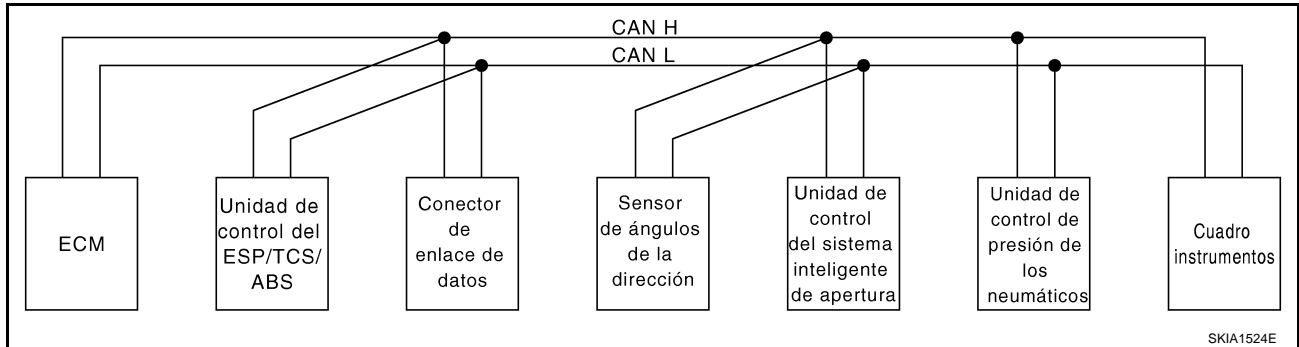 CAN H
CAN L
ECM
Unidad de
control del
ESP/TCS/
ABS
Conector
de
enlace de
datos
Sensor
de ángulos
de la
dirección
Unidad de
control
del sistema
inteligente
de apertura
Unidad de
control de
presión de
los
neumáticos
Cuadro
instrumentos
SKIA1524E